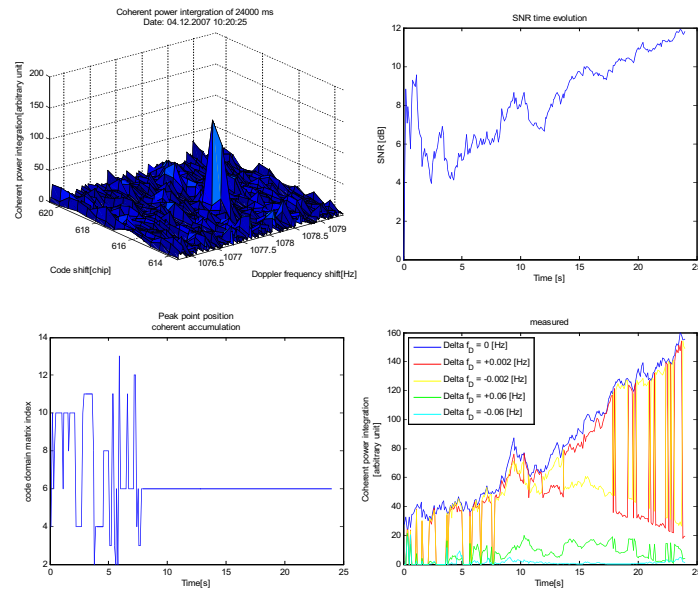 Coherent power intergration of 24000 ms
Date: 04.12.2007 10:20:25
200
150
100
50
0
Coherent power integration[arbitrary unit]
620
618
616
614
Code shift[chip]
1076.5
1077
1077.5
1078
1078.5
1079
Doppler frequency shift[Hz]
SNR time evolution
12
10
8
6
4
2
0
SNR [dB]
0
5
10
15
20
25
Time [s]
Peak point position
coherent accumulation
14
12
10
8
6
4
2
code domain matrix index
0
5
10
15
20
25
Time[s]
measured
160
140
120
100
80
60
40
20
0
Coherent power integration
[arbitrary unit]
Delta f_D = 0 [Hz]
Delta f_D = +0.002 [Hz]
Delta f_D = -0.002 [Hz]
Delta f_D = +0.06 [Hz]
Delta f_D = -0.06 [Hz]
0
5
10
15
20
25
Time[s]